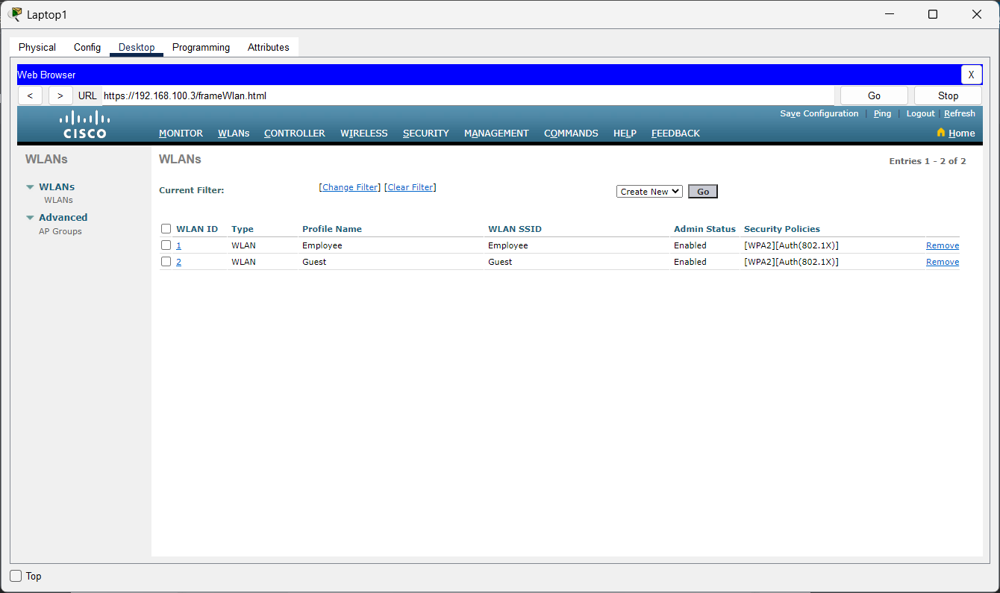 Laptop1
Physical Config Desktop Programming Attributes
Web Browser X
< > URL https://192.168.100.3/frameWlan.html Go Stop
Save Configuration | Ping | Logout | Refresh
CISCO MONITOR WLANs CONTROLLER WIRELESS SECURITY MANAGEMENT COMMANDS HELP FEEDBACK Home
WLANs
WLANs
WLANs
Advanced
AP Groups
WLANs Entries 1 - 2 of 2
Current Filter: [Change Filter] [Clear Filter] Create New Go
WLAN ID Type Profile Name WLAN SSID Admin Status Security Policies
1 WLAN Employee Employee Enabled [WPA2][Auth(802.1X)] Remove
2 WLAN Guest Guest Enabled [WPA2][Auth(802.1X)] Remove
Top